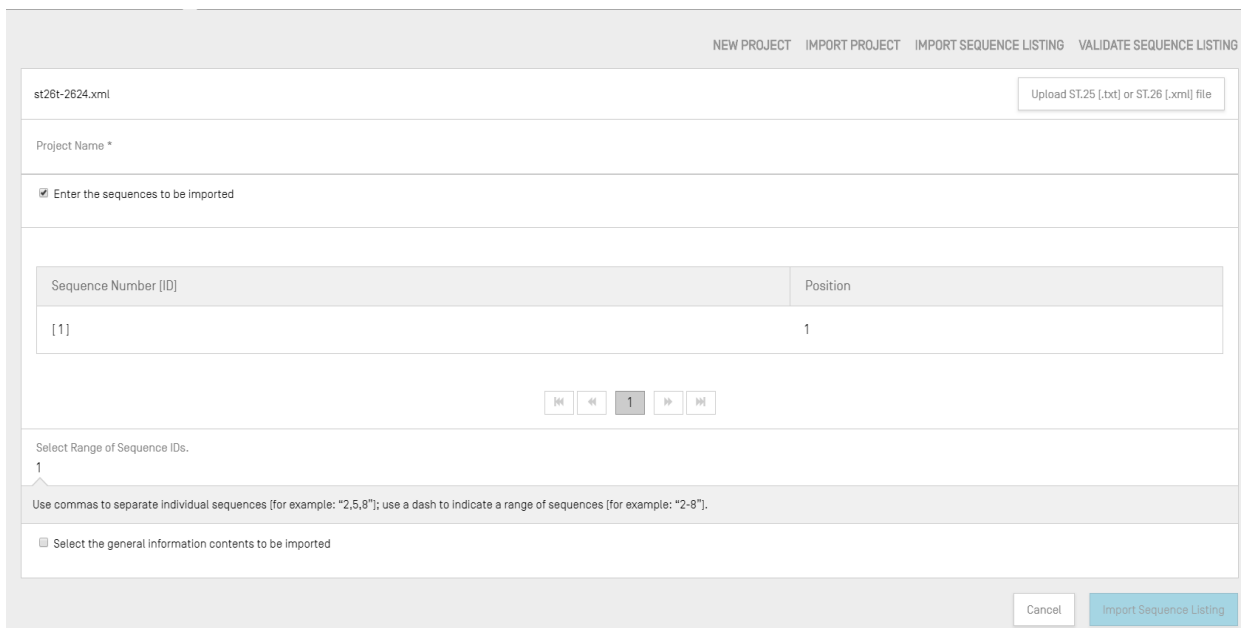 NEW PROJECT IMPORT PROJECT IMPORT SEQUENCE LISTING VALIDATE SEQUENCE LISTING
st26t-2624.xml Upload ST.25 [.txt] or ST.26 [.xml] file
Project Name *
Enter the sequences to be imported
Sequence Number [ID] Position
[ 1 ] 1
1
Select Range of Sequence IDs.
1
Use commas to separate individual sequences [for example: “2,5,8”]; use a dash to indicate a range of sequences [for example: “2-8”].
Select the general information contents to be imported
Cancel Import Sequence Listing